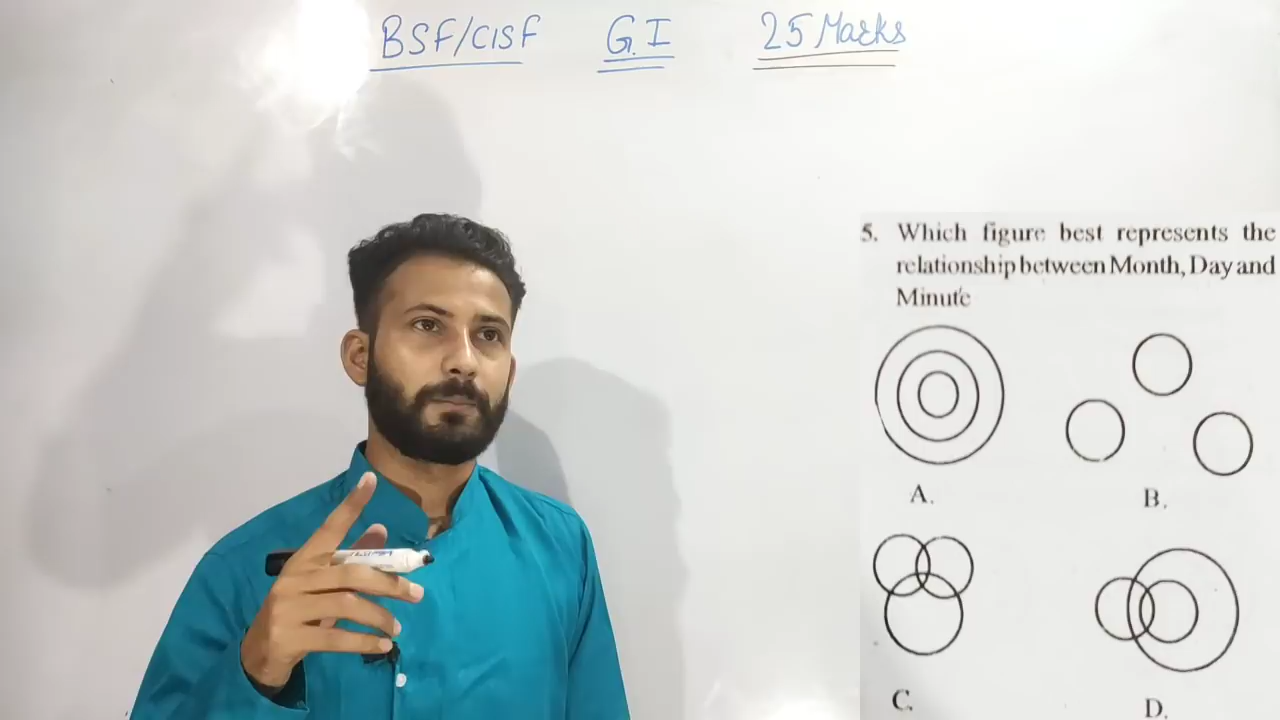 BSF/CISF G.I 25 Marks
5. Which figure best represents the
relationship between Month, Day and
Minute
A.
B.
C.
D.